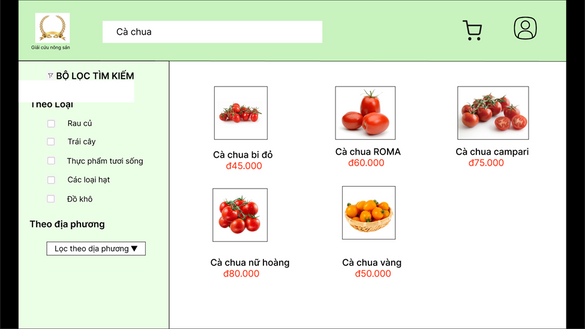 Cà chua
Giải cứu nông sản
BỘ LỌC TÌM KIẾM
Theo Loại
Rau củ
Trái cây
Thực phẩm tươi sống
Các loại hạt
Đồ khô
Theo địa phương
Lọc theo địa phương ▼
Cà chua bi đỏ
đ45.000
Cà chua ROMA
đ60.000
Cà chua campari
đ75.000
Cà chua nữ hoàng
đ80.000
Cà chua vàng
đ50.000